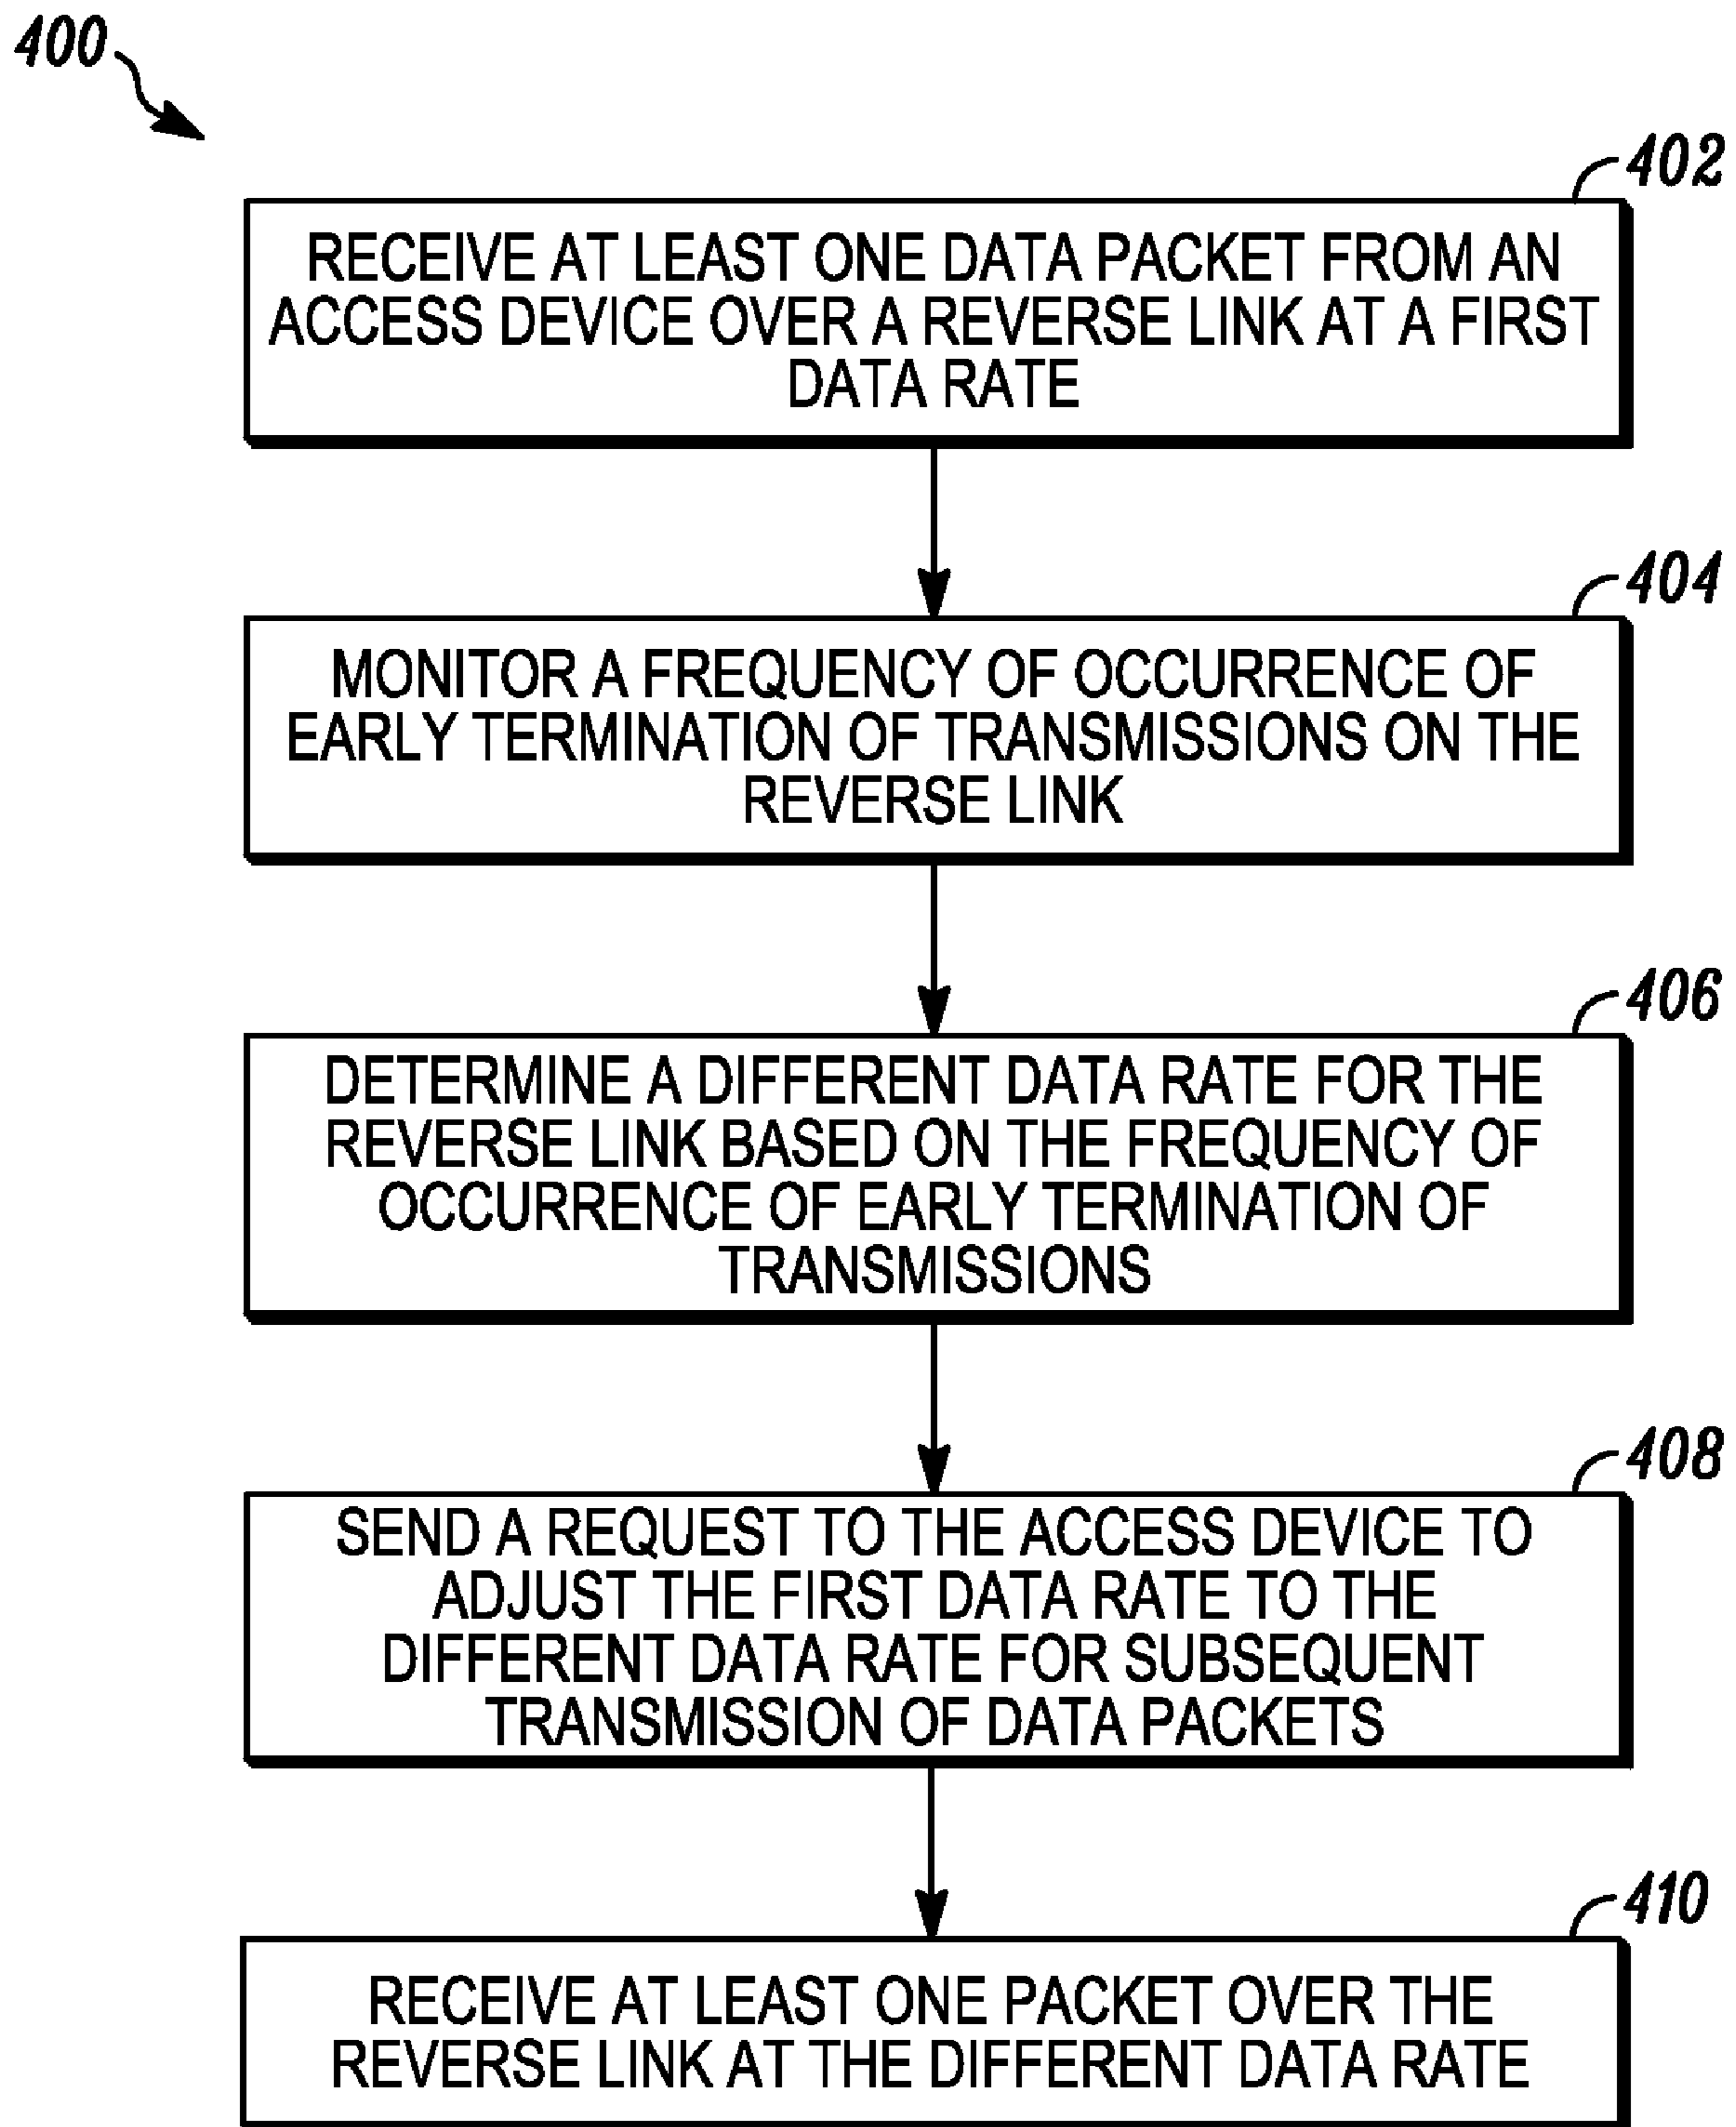 400
402
RECEIVE AT LEAST ONE DATA PACKET FROM AN
ACCESS DEVICE OVER A REVERSE LINK AT A FIRST
DATA RATE
404
MONITOR A FREQUENCY OF OCCURRENCE OF
EARLY TERMINATION OF TRANSMISSIONS ON THE
REVERSE LINK
406
DETERMINE A DIFFERENT DATA RATE FOR THE
REVERSE LINK BASED ON THE FREQUENCY OF
OCCURRENCE OF EARLY TERMINATION OF
TRANSMISSIONS
408
SEND A REQUEST TO THE ACCESS DEVICE TO
ADJUST THE FIRST DATA RATE TO THE
DIFFERENT DATA RATE FOR SUBSEQUENT
TRANSMISSION OF DATA PACKETS
410
RECEIVE AT LEAST ONE PACKET OVER THE
REVERSE LINK AT THE DIFFERENT DATA RATE